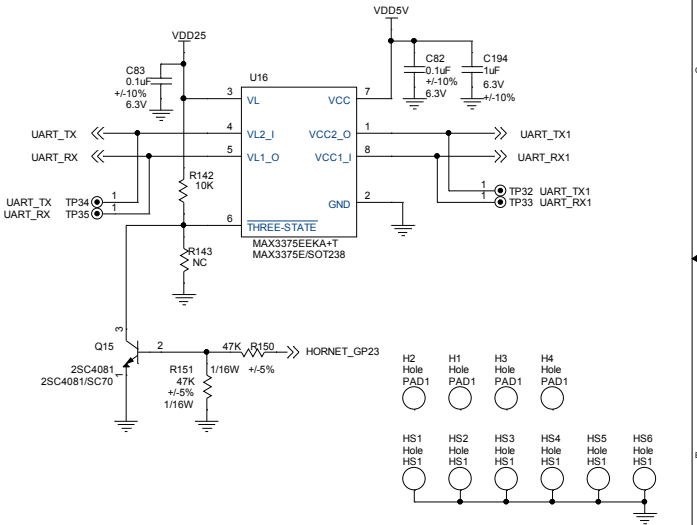 VDD5V
VDD25
C83
0.1uF
+/-10%
6.3V
U16
C82
0.1uF
+/-10%
6.3V
C194
1uF
6.3V
+/-10%
3 VL VCC 7
UART_TX 4 VL2_I VCC2_O 1 UART_TX1
UART_RX 5 VL1_O VCC1_I 8 UART_RX1
R142
10K
UART_TX TP34 1
UART_RX TP35 1
1 TP32 UART_TX1
1 TP33 UART_RX1
GND 2
6 THREE-STATE
MAX3375EEKA+T
MAX3375E/SOT238
R143
NC
3
Q15
2
1
2SC4081
2SC4081/SC70
47K R150 HORNET_GP23
1/16W +/-5%
R151
47K
+/-5%
1/16W
H2
Hole
PAD1
H1
Hole
PAD1
H3
Hole
PAD1
H4
Hole
PAD1
HS1
Hole
HS1
HS2
Hole
HS1
HS3
Hole
HS1
HS4
Hole
HS1
HS5
Hole
HS1
HS6
Hole
HS1